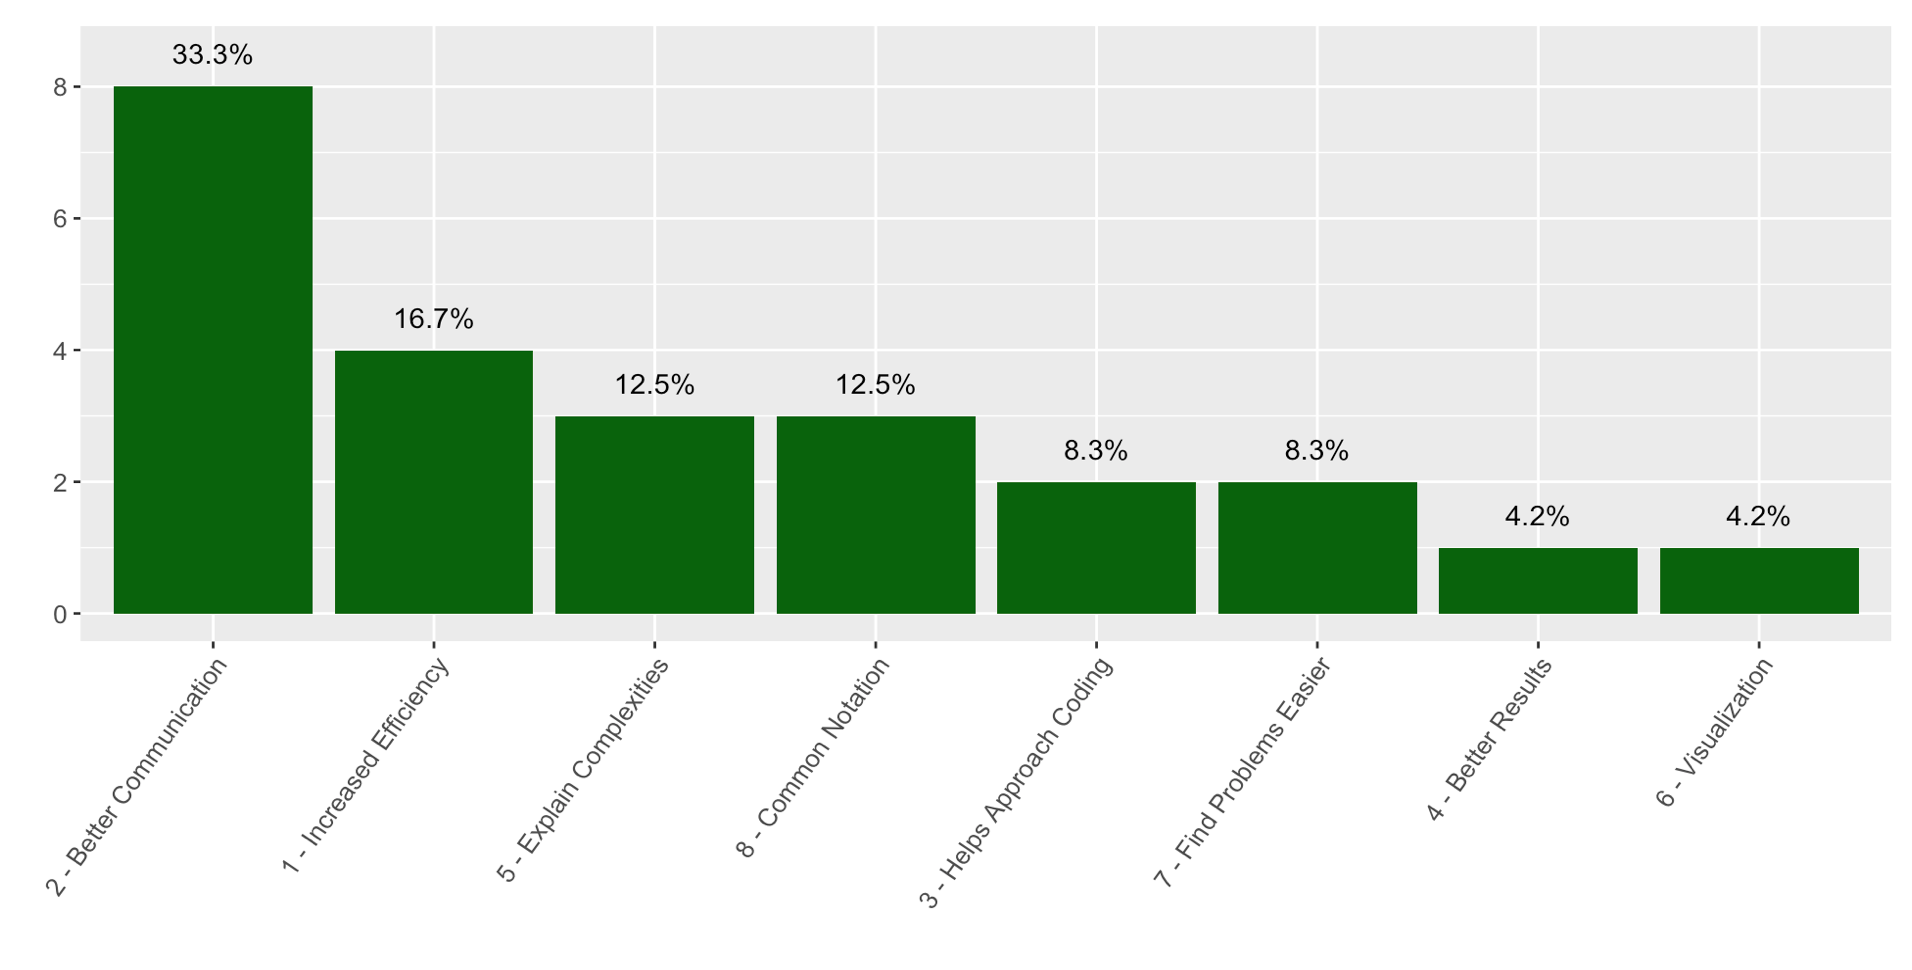 33.3%
16.7%
12.5%
12.5%
8.3%
8.3%
4.2%
4.2%
8
6
4
2
0
2 - Better Communication
1 - Increased Efficiency
5 - Explain Complexities
8 - Common Notation
3 - Helps Approach Coding
7 - Find Problems Easier
4 - Better Results
6 - Visualization